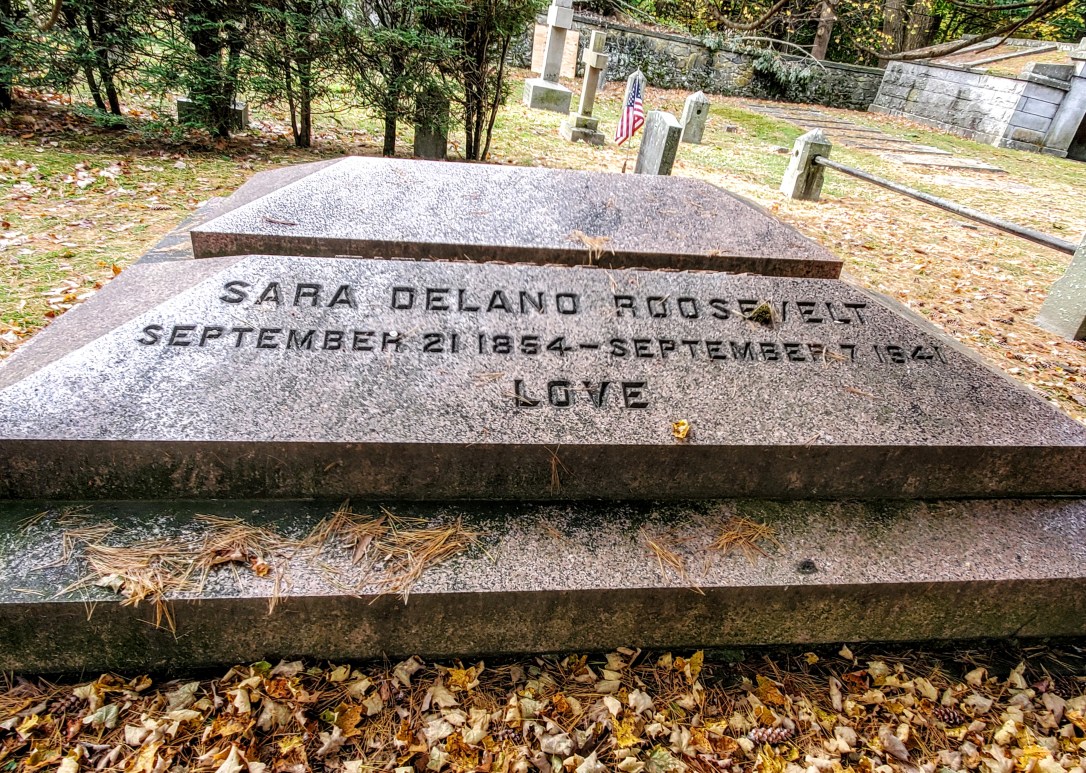 SARA DELANO ROOSEVELT
SEPTEMBER 21 1854–SEPTEMBER 7 1941
LOVE